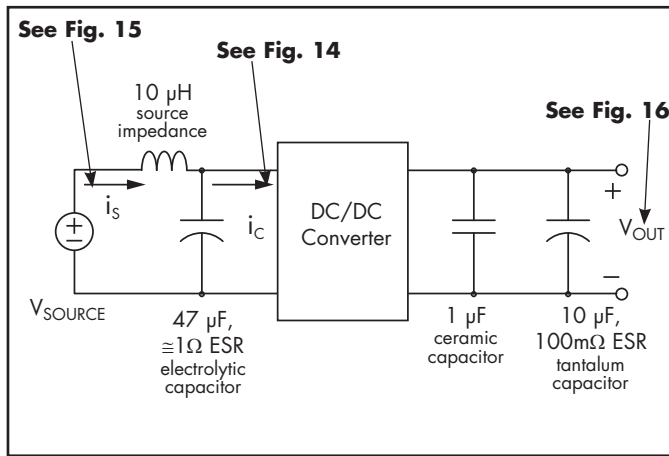 See Fig. 15
See Fig. 14
10 µH
source
impedance
See Fig. 16
iS
iC
DC/DC
Converter
+
VOUT
−
+
−
VSOURCE
47 µF,
≅1Ω ESR
electrolytic
capacitor
1 µF
ceramic
capacitor
10 µF,
100mΩ ESR
tantalum
capacitor